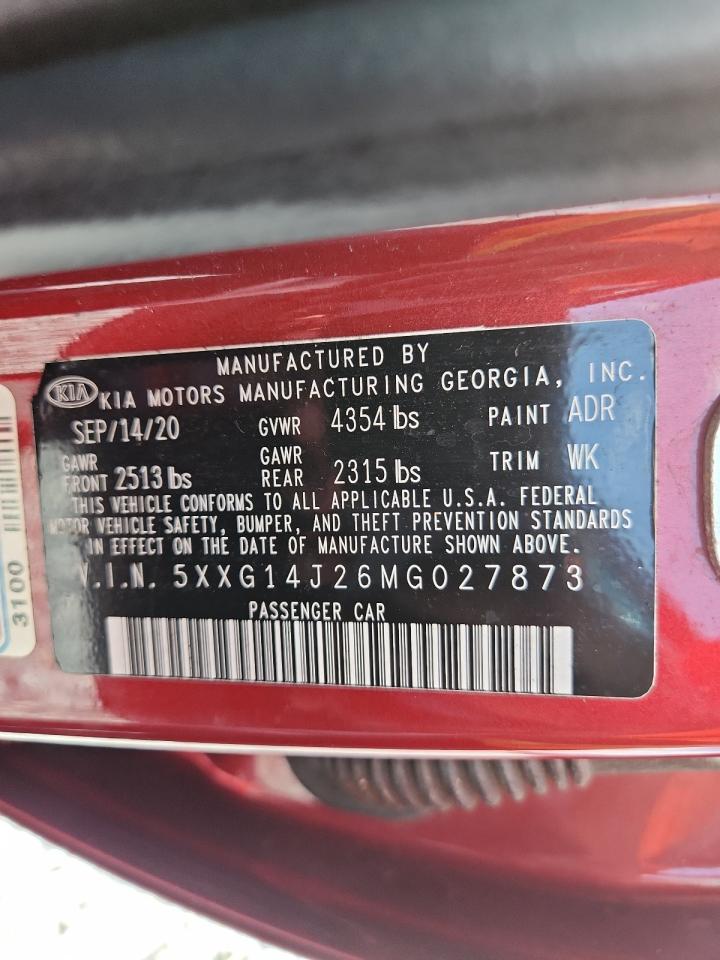 MANUFACTURED BY
KIA KIA MOTORS MANUFACTURING GEORGIA, INC.
SEP/14/20 GVWR 4354 lbs PAINT ADR
GAWR FRONT 2513 lbs GAWR REAR 2315 lbs TRIM WK
THIS VEHICLE CONFORMS TO ALL APPLICABLE U.S.A. FEDERAL
MOTOR VEHICLE SAFETY, BUMPER, AND THEFT PREVENTION STANDARDS
IN EFFECT ON THE DATE OF MANUFACTURE SHOWN ABOVE.
V.I.N. 5XXG14J26MG027873
PASSENGER CAR
3100